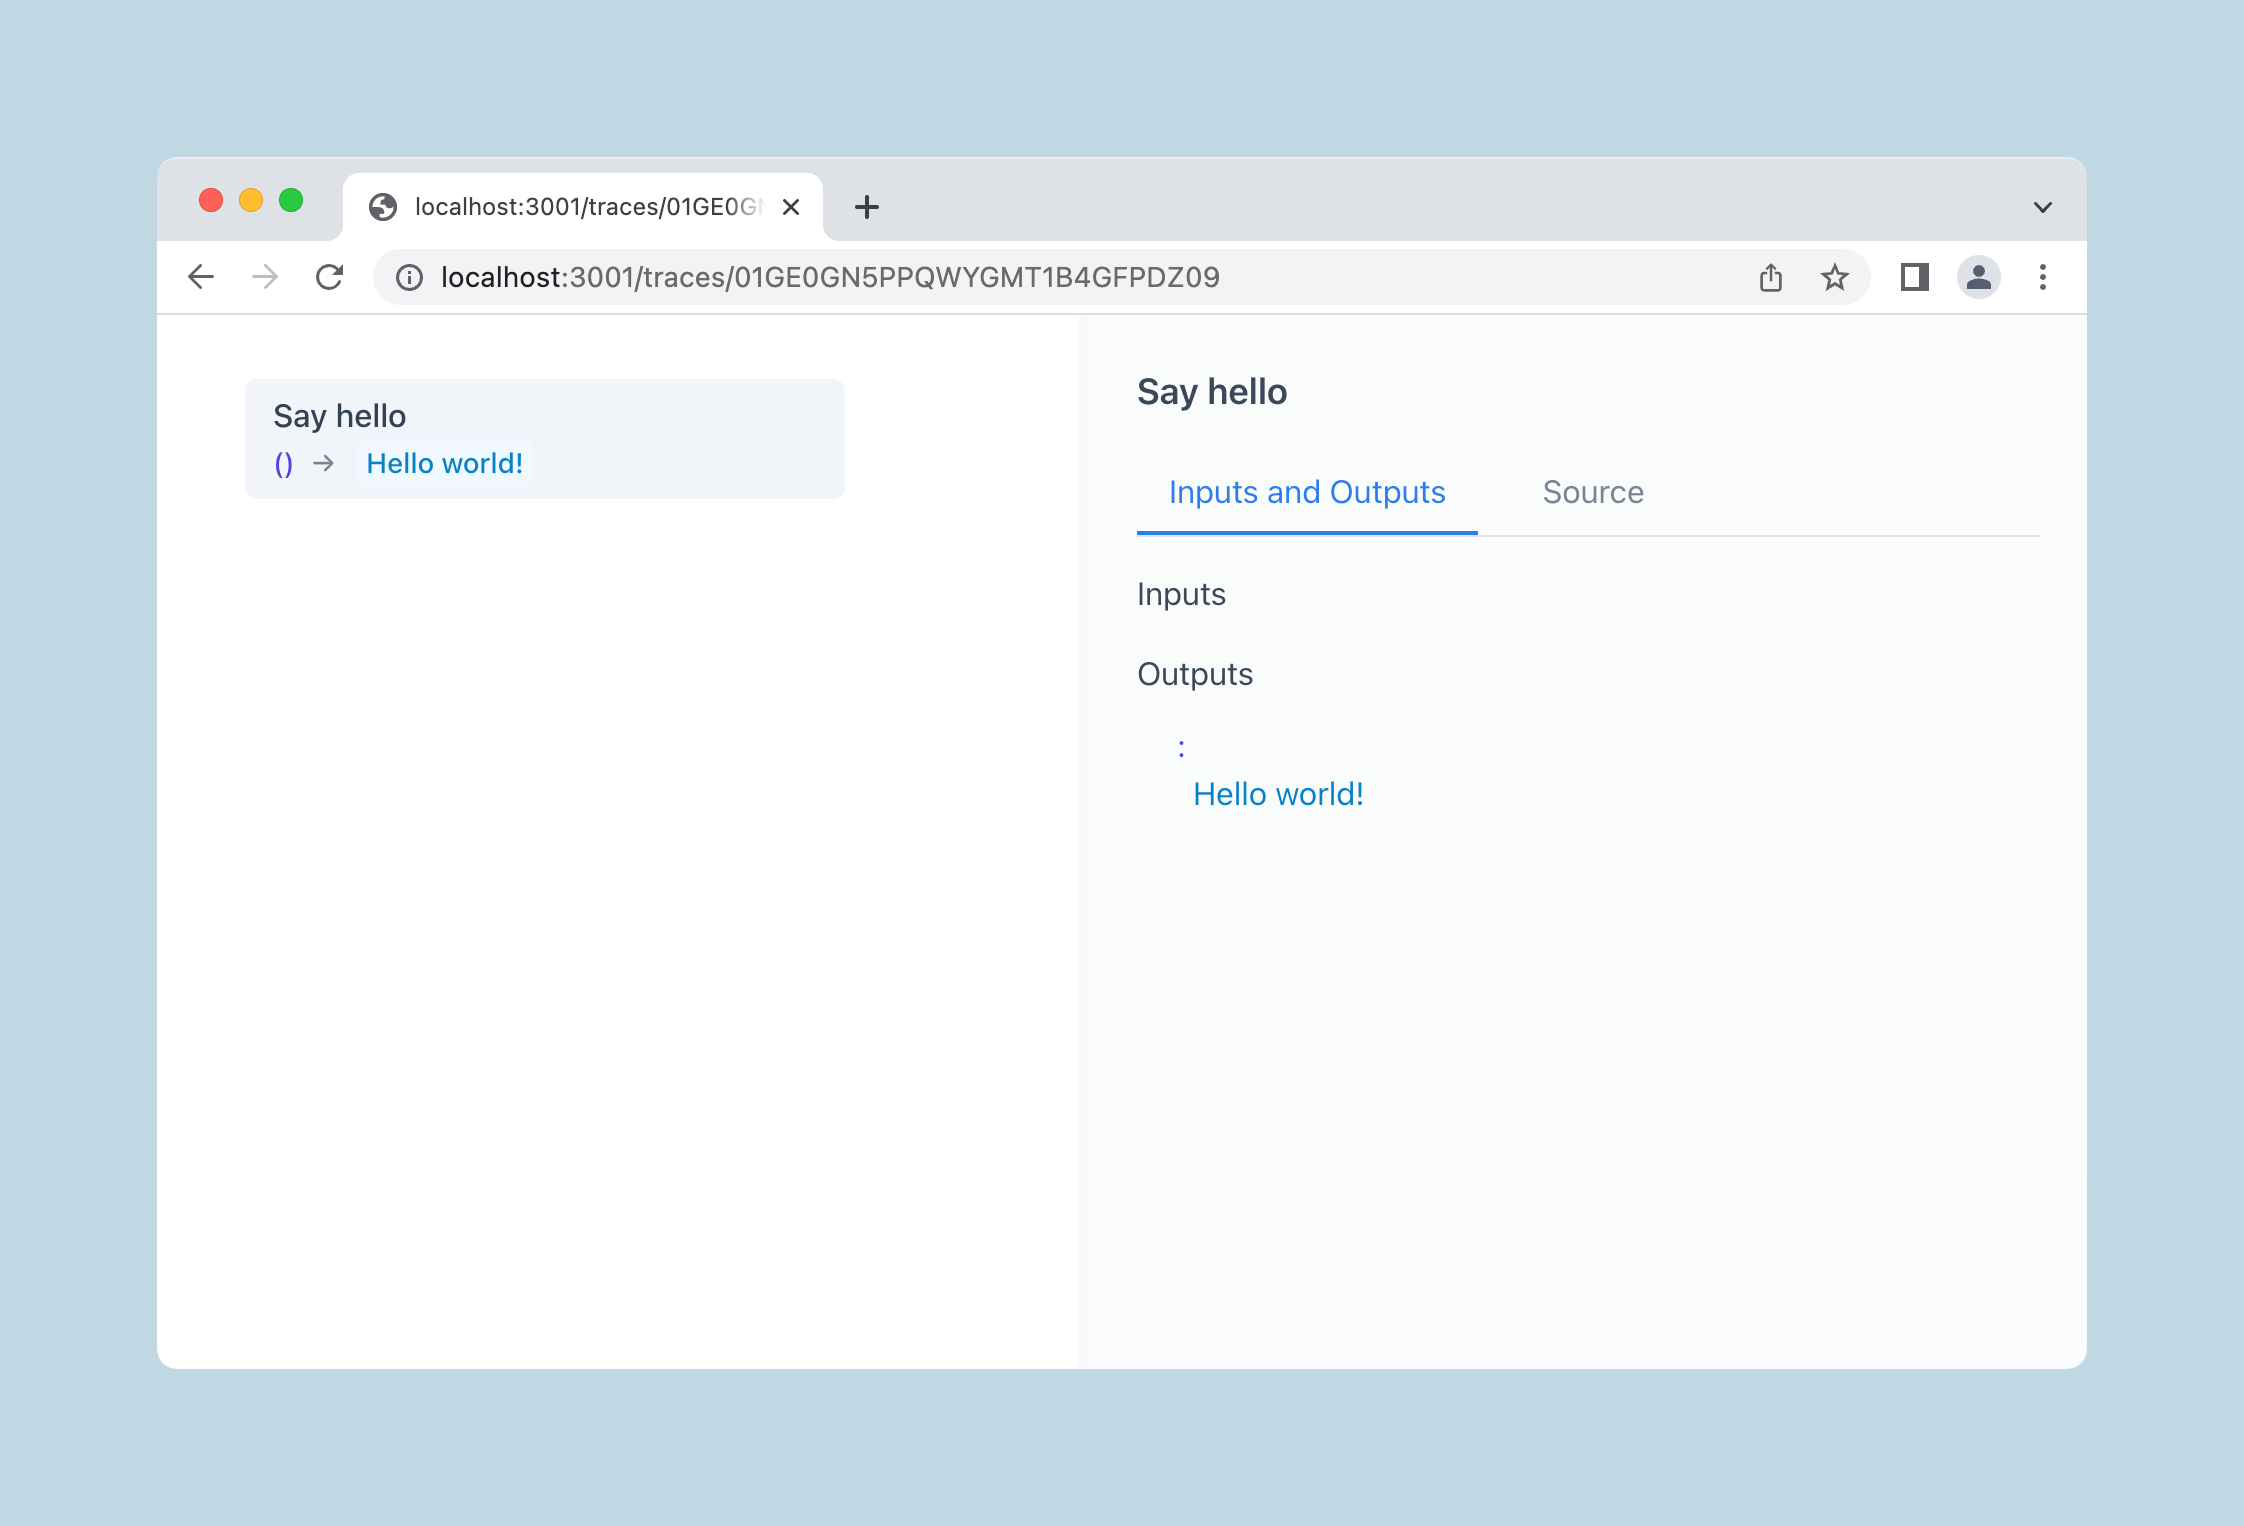 localhost:3001/traces/01GE0G
localhost:3001/traces/01GE0GN5PPQWYGMT1B4GFPDZ09
Say hello
() → Hello world!
Say hello
Inputs and Outputs Source
Inputs
Outputs
:
Hello world!